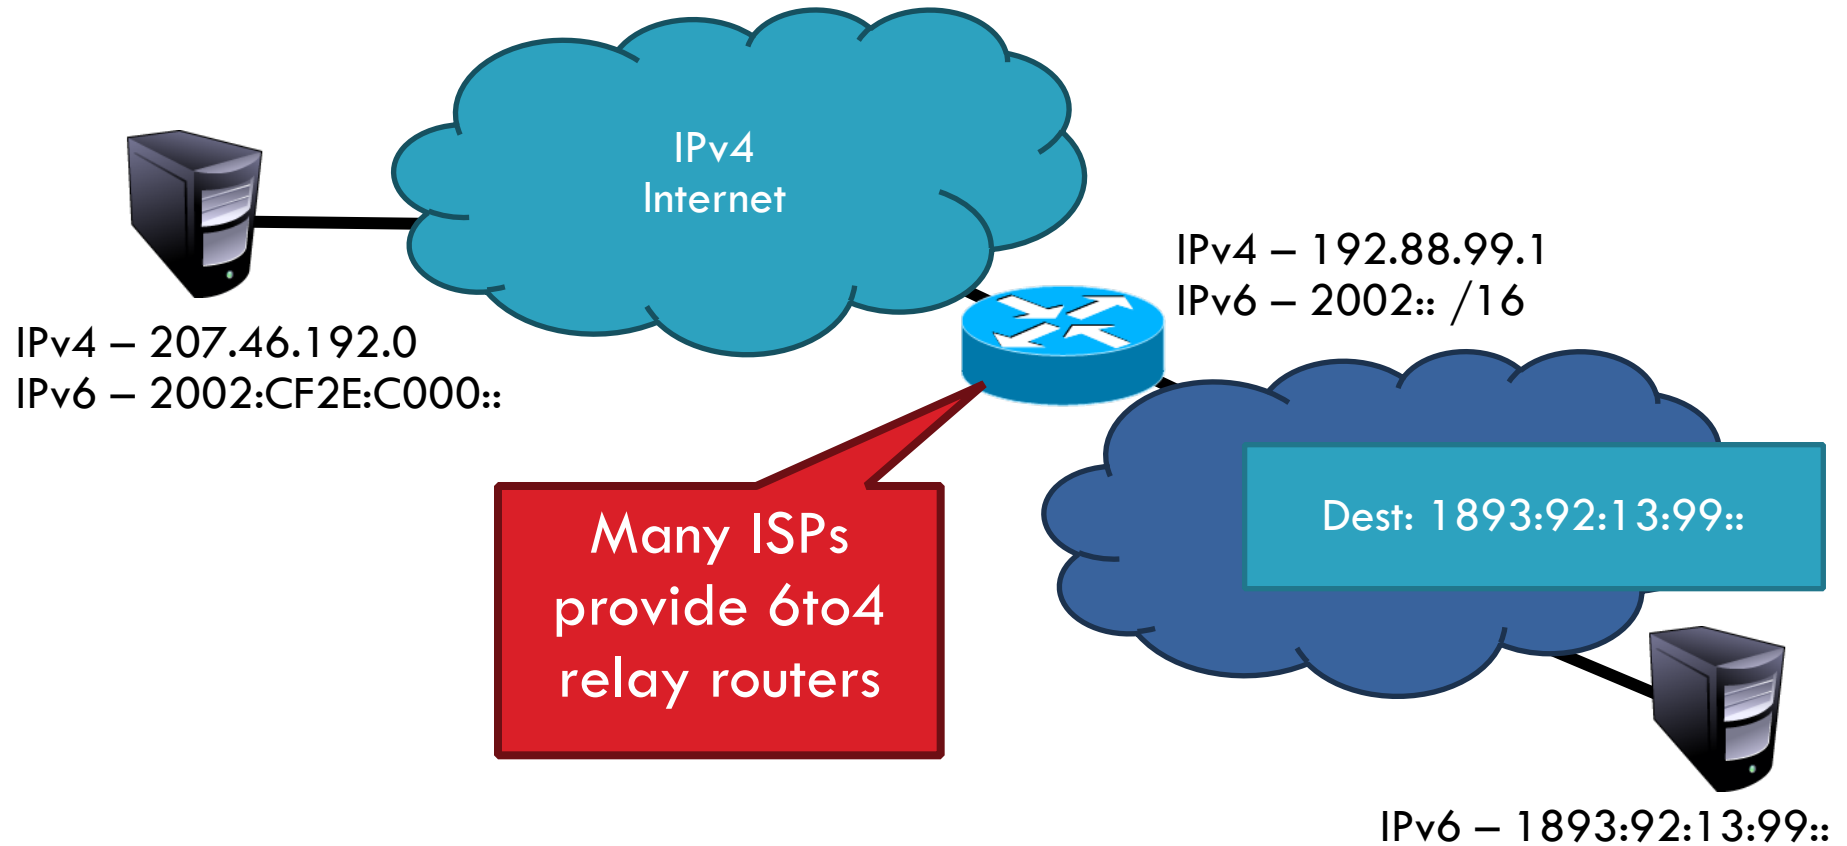 IPv4
Internet
IPv4 – 192.88.99.1
IPv6 – 2002:: /16
IPv4 – 207.46.192.0
IPv6 – 2002:CF2E:C000::
Many ISPs
provide 6to4
relay routers
Dest: 1893:92:13:99::
IPv6 – 1893:92:13:99::